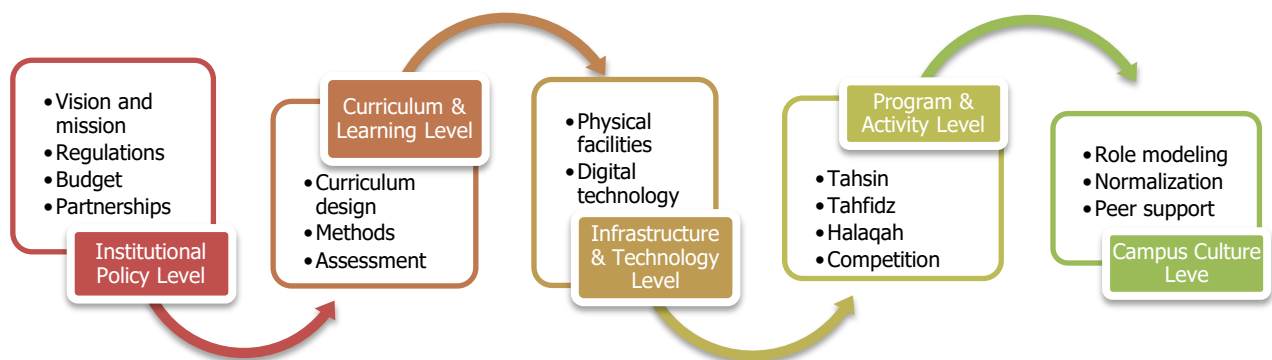 • Vision and
mission
• Regulations
• Budget
• Partnerships
Institutional
Policy Level
Curriculum &
Learning Level
• Curriculum
design
• Methods
• Assessment
• Physical
facilities
• Digital
technology
Infrastructure
& Technology
Level
Program &
Activity Level
• Tahsin
• Tahfidz
• Halaqah
• Competition
• Role modeling
• Normalization
• Peer support
Campus Culture
Leve